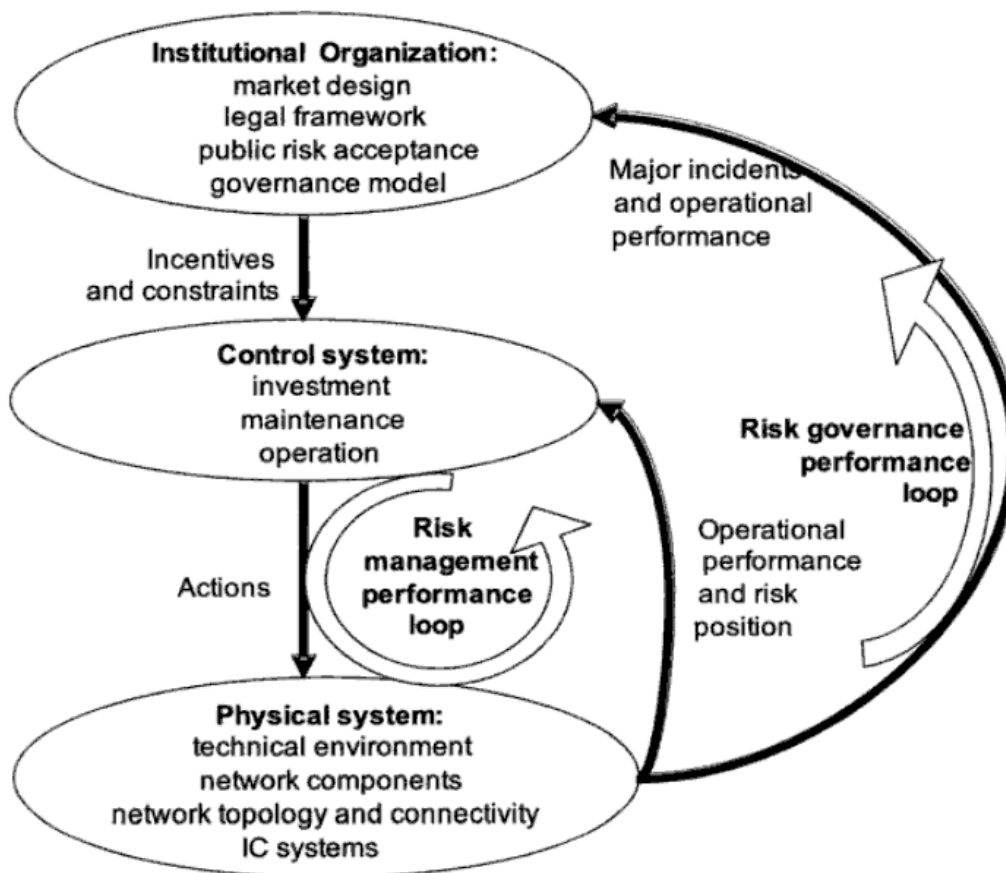 Institutional Organization:
market design
legal framework
public risk acceptance
governance model
Major incidents
and operational
performance
Incentives
and constraints
Control system:
investment
maintenance
operation
Risk governance
performance
loop
Risk
management
performance
loop
Operational
performance
and risk
position
Actions
Physical system:
technical environment
network components
network topology and connectivity
IC systems